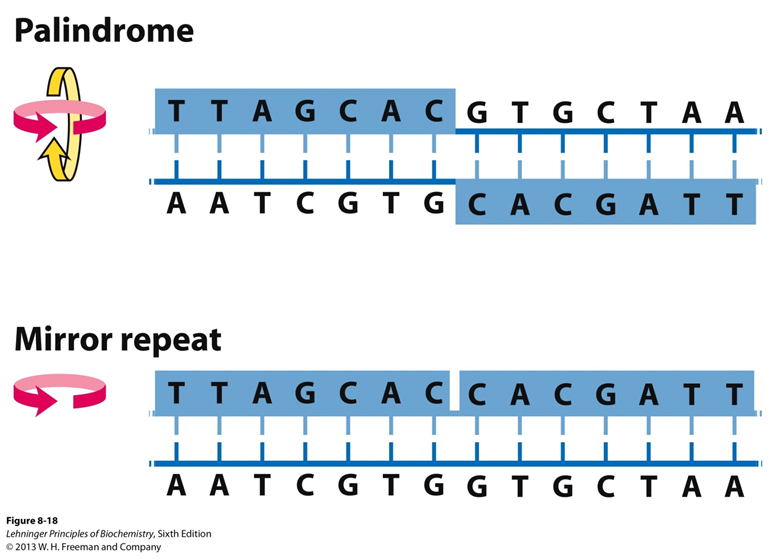 Palindrome
T T A G C A C G T G C T A A
A A T C G T G C A C G A T T
Mirror repeat
T T A G C A C C A C G A T T
A A T C G T G G T G C T A A
Figure 8-18
Lehninger Principles of Biochemistry, Sixth Edition
© 2013 W. H. Freeman and Company